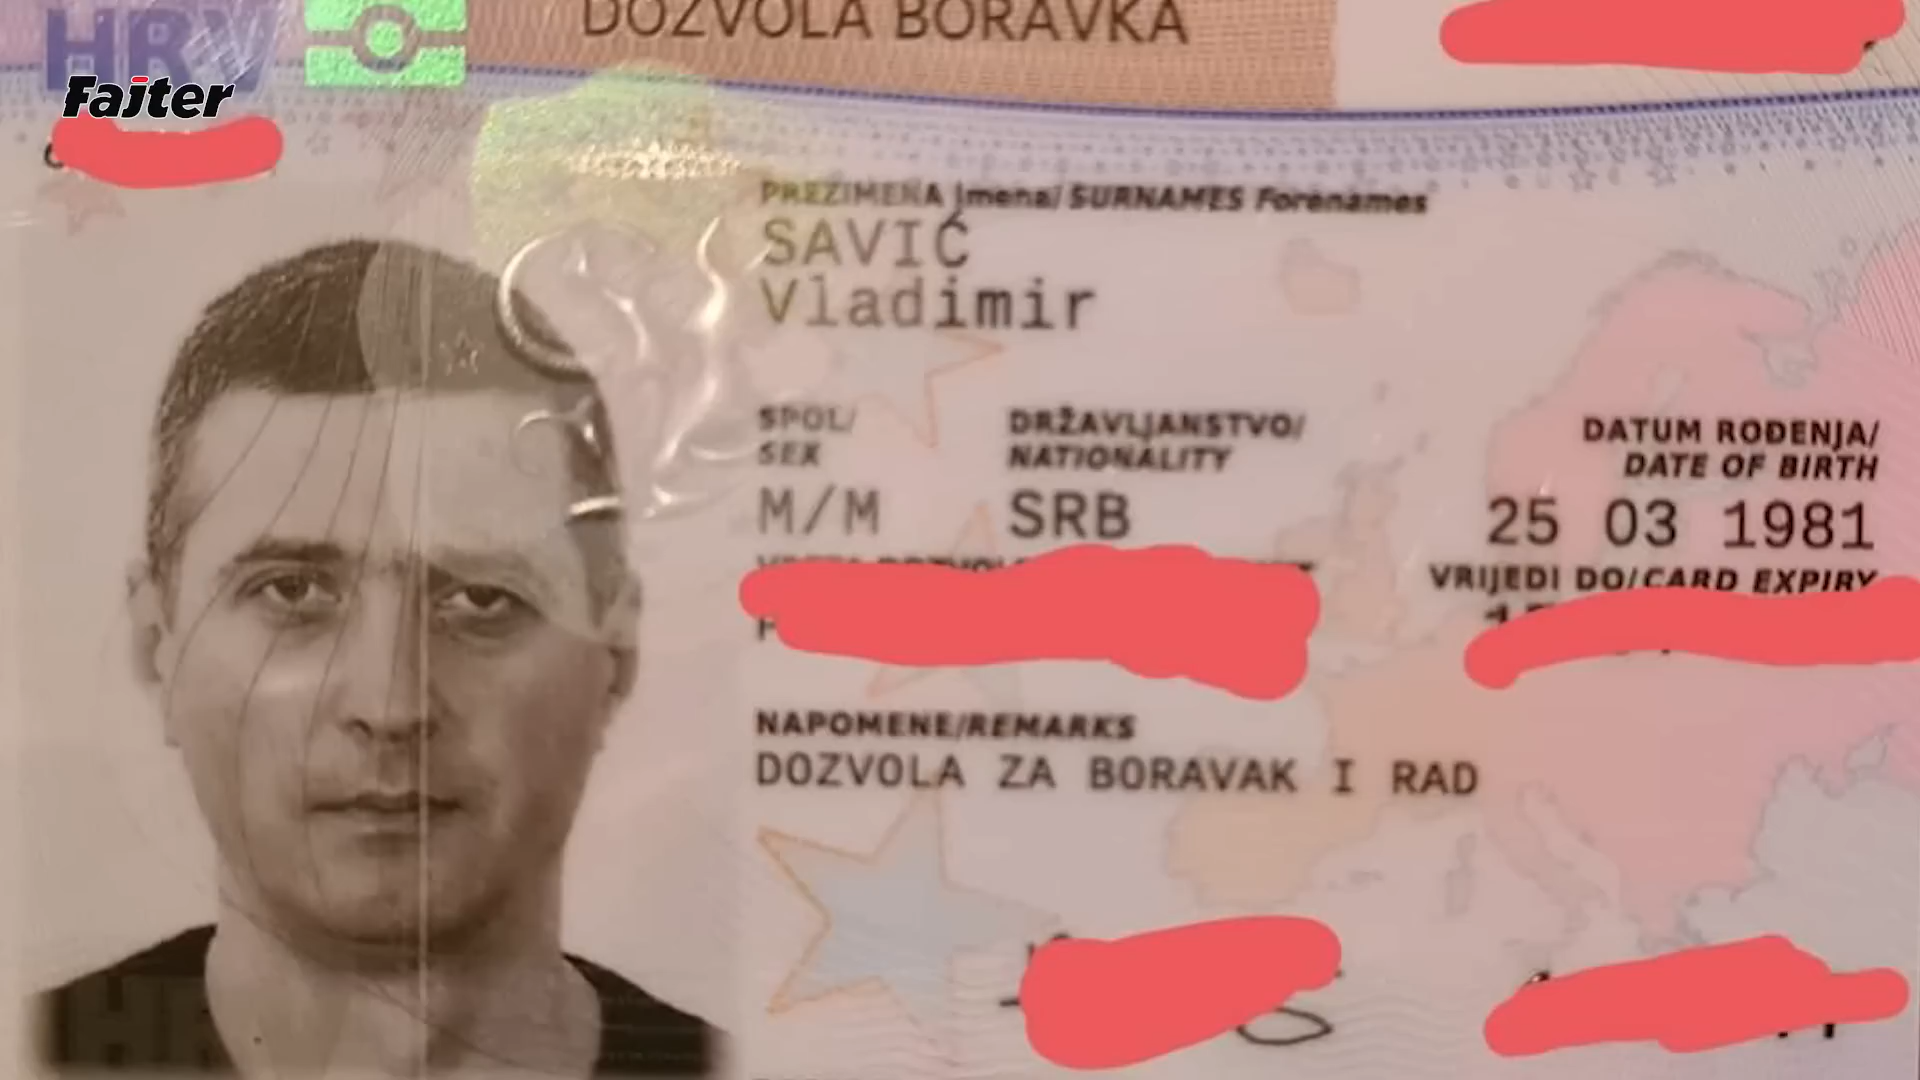 DOZVOLA BORAVKA
HRV
Fajter
PREZIMENA Imena/SURNAMES Forenames
SAVIĆ
Vladimir
SPOL/
SEX
DRŽAVLJANSTVO/
NATIONALITY
DATUM ROĐENJA/
DATE OF BIRTH
M/M
SRB
25 03 1981
VRIJEDI DO/CARD EXPIRY
NAPOMENE/REMARKS
DOZVOLA ZA BORAVAK I RAD